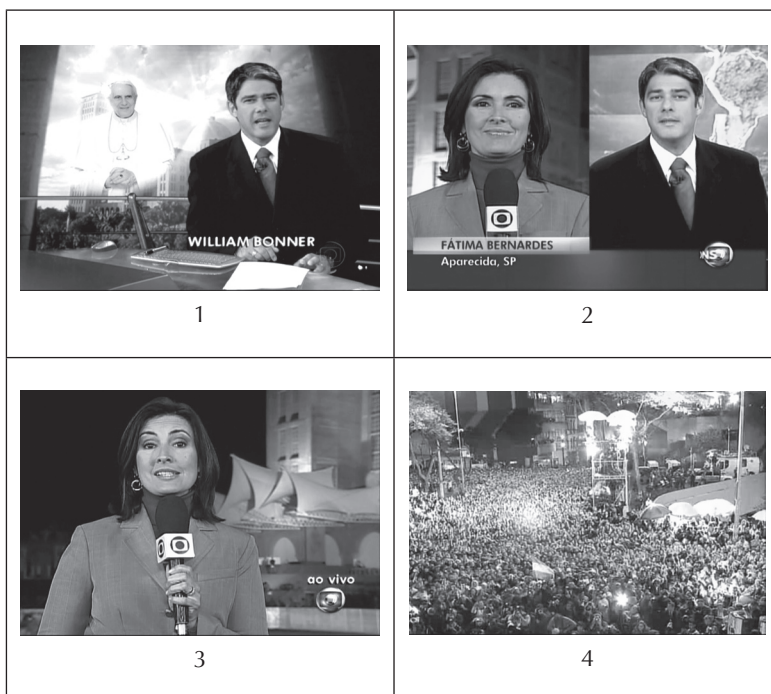 WILLIAM BONNER
1
FÁTIMA BERNARDES
Aparecida, SP
2
ao vivo
3
4